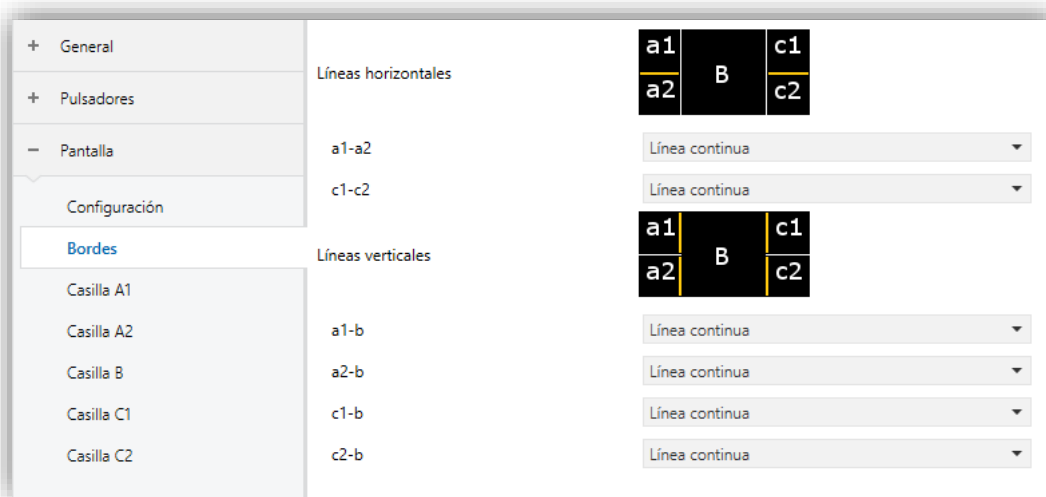 + General
+ Pulsadores
− Pantalla
Configuración
Bordes
Casilla A1
Casilla A2
Casilla B
Casilla C1
Casilla C2
Líneas horizontales
a1 B c1
a2 c2
a1-a2 Línea continua
c1-c2 Línea continua
Líneas verticales
a1 B c1
a2 c2
a1-b Línea continua
a2-b Línea continua
c1-b Línea continua
c2-b Línea continua